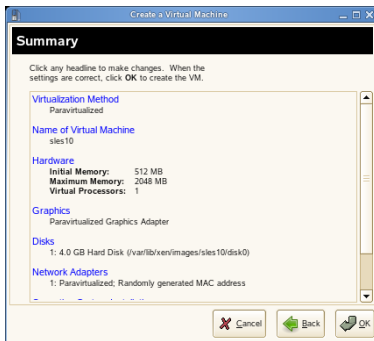 Create a Virtual Machine
Summary
Click any headline to make changes. When the
settings are correct, click OK to create the VM.
Virtualization Method
Paravirtualized
Name of Virtual Machine
sles10
Hardware
Initial Memory: 512 MB
Maximum Memory: 2048 MB
Virtual Processors: 1
Graphics
Paravirtualized Graphics Adapter
Disks
1: 4.0 GB Hard Disk (/var/lib/xen/images/sles10/disk0)
Network Adapters
1: Paravirtualized; Randomly generated MAC address
Cancel Back OK